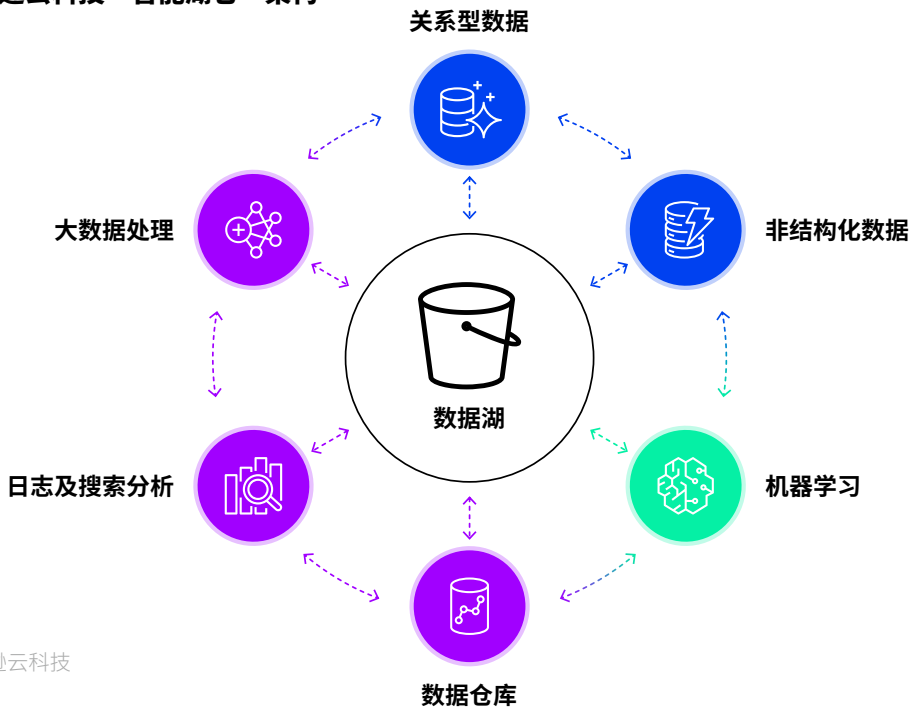 关系型数据
大数据处理
非结构化数据
数据湖
日志及搜索分析
机器学习
云科技
数据仓库